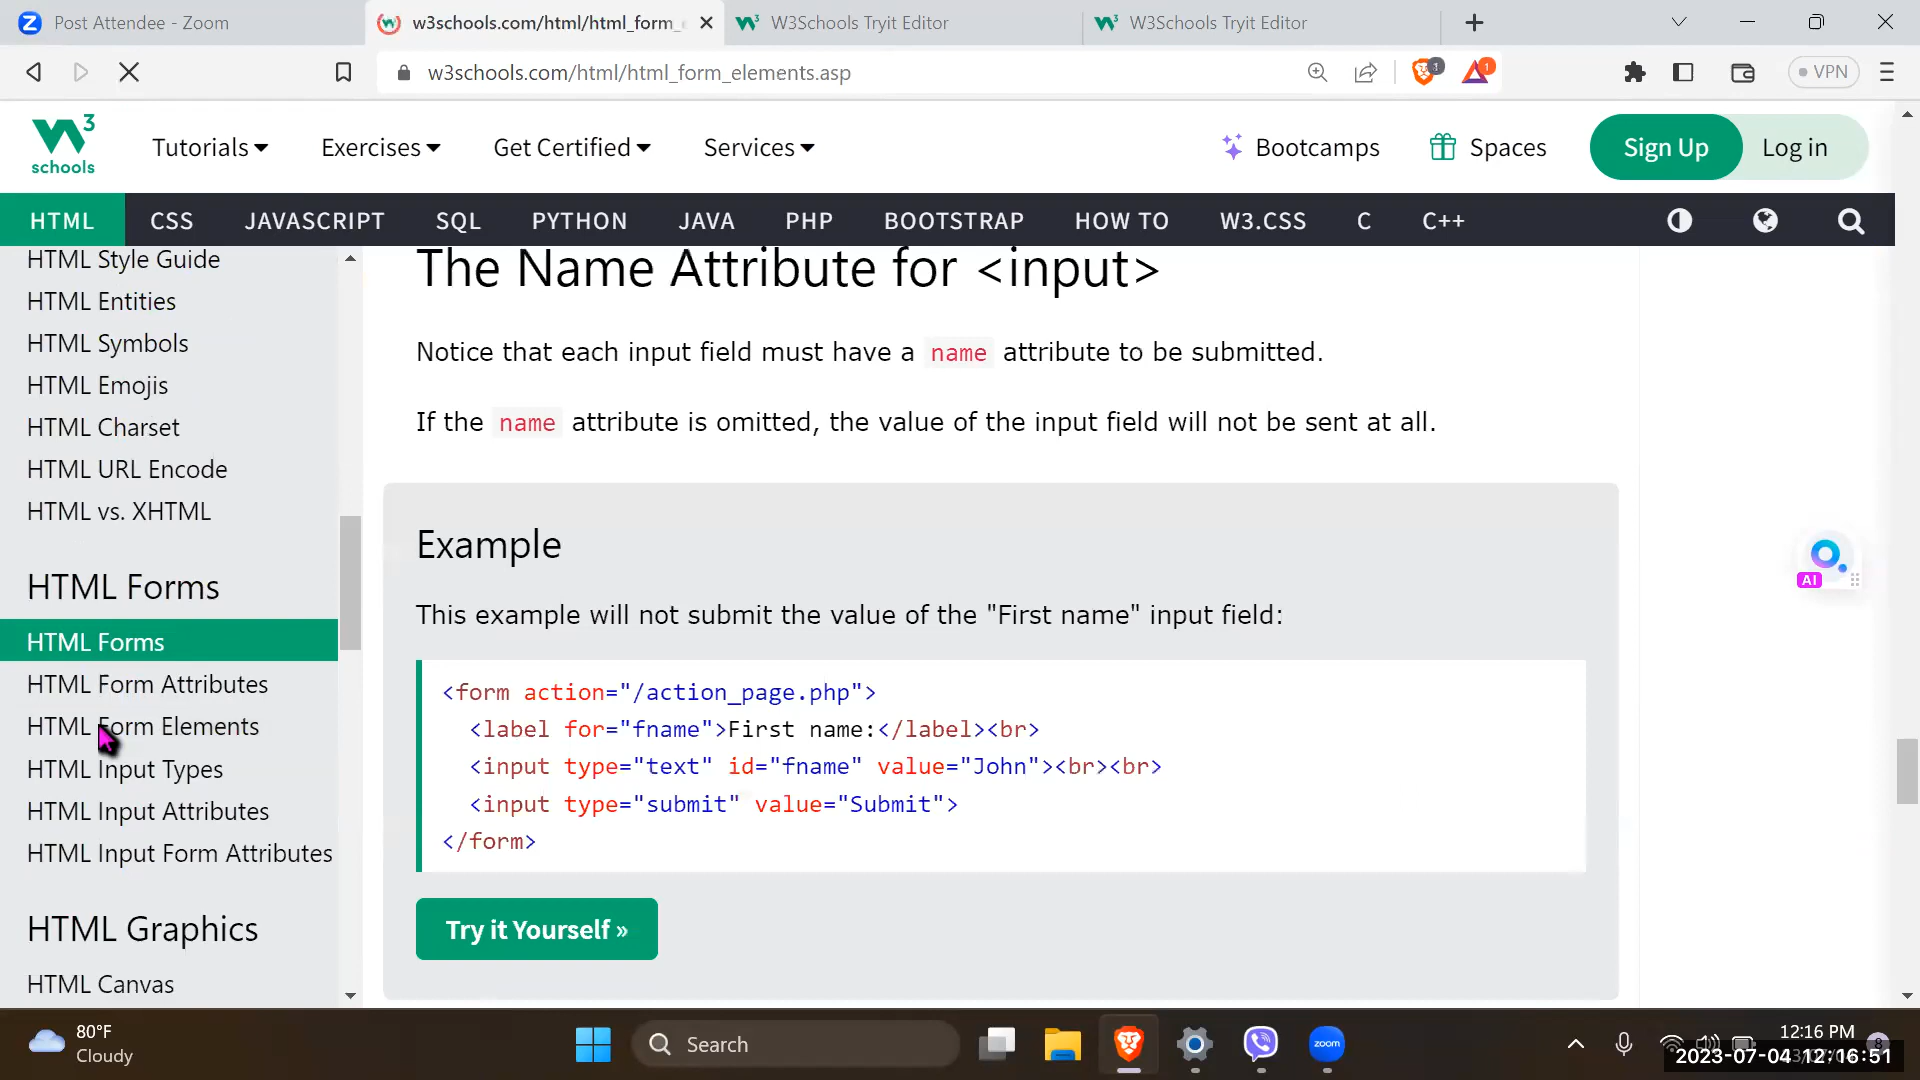 Post Attendee - Zoom
w3schools.com/html/html_form_e
W3Schools Tryit Editor
W3Schools Tryit Editor
w3schools.com/html/html_form_elements.asp
1
1
VPN
W3
schools
Tutorials
Exercises
Get Certified
Services
Bootcamps
Spaces
Sign Up
Log in
HTML
CSS
JAVASCRIPT
SQL
PYTHON
JAVA
PHP
BOOTSTRAP
HOW TO
W3.CSS
C
C++
HTML Style Guide
HTML Entities
HTML Symbols
HTML Emojis
HTML Charset
HTML URL Encode
HTML vs. XHTML
HTML Forms
HTML Forms
HTML Form Attributes
HTML Form Elements
HTML Input Types
HTML Input Attributes
HTML Input Form Attributes
HTML Graphics
HTML Canvas
The Name Attribute for <input>
Notice that each input field must have a name attribute to be submitted.
If the name attribute is omitted, the value of the input field will not be sent at all.
Example
This example will not submit the value of the "First name" input field:
<form action="/action_page.php">
<label for="fname">First name:</label><br>
<input type="text" id="fname" value="John"><br><br>
<input type="submit" value="Submit">
</form>
Try it Yourself »
AI
80°F
Cloudy
Search
zoom
12:16 PM
8
2023-07-04 12:16:51